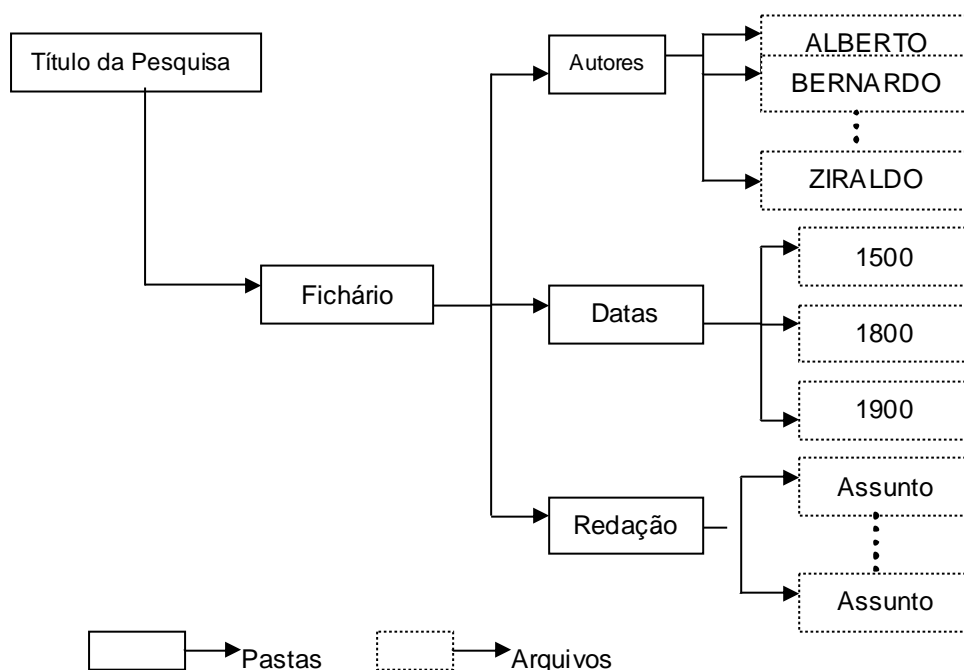 Título da Pesquisa
Fichário
Autores
ALBERTO
BERNARDO
ZIRALDO
Datas
1500
1800
1900
Redação
Assunto
Assunto
Pastas
Arquivos